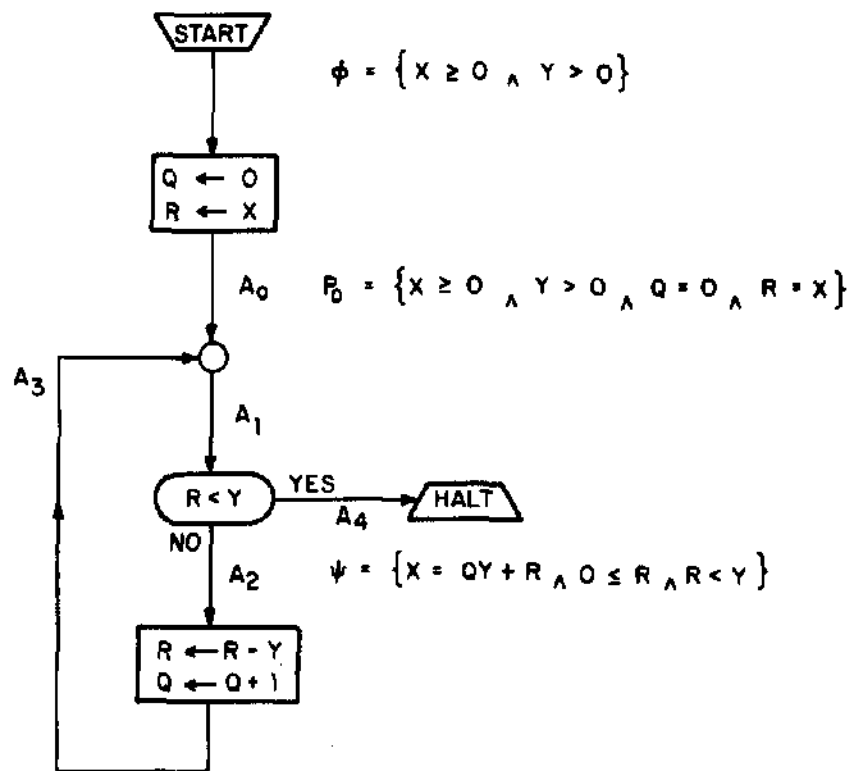 START
φ = {X ≥ 0 ∧ Y > 0}
Q ← 0
R ← X
A₀
P₀ = {X ≥ 0 ∧ Y > 0 ∧ Q = 0 ∧ R = X}
A₃
A₁
R < Y
YES
A₄
HALT
NO
A₂
ψ = {X = QY + R ∧ 0 ≤ R ∧ R < Y}
R ← R - Y
Q ← Q + 1